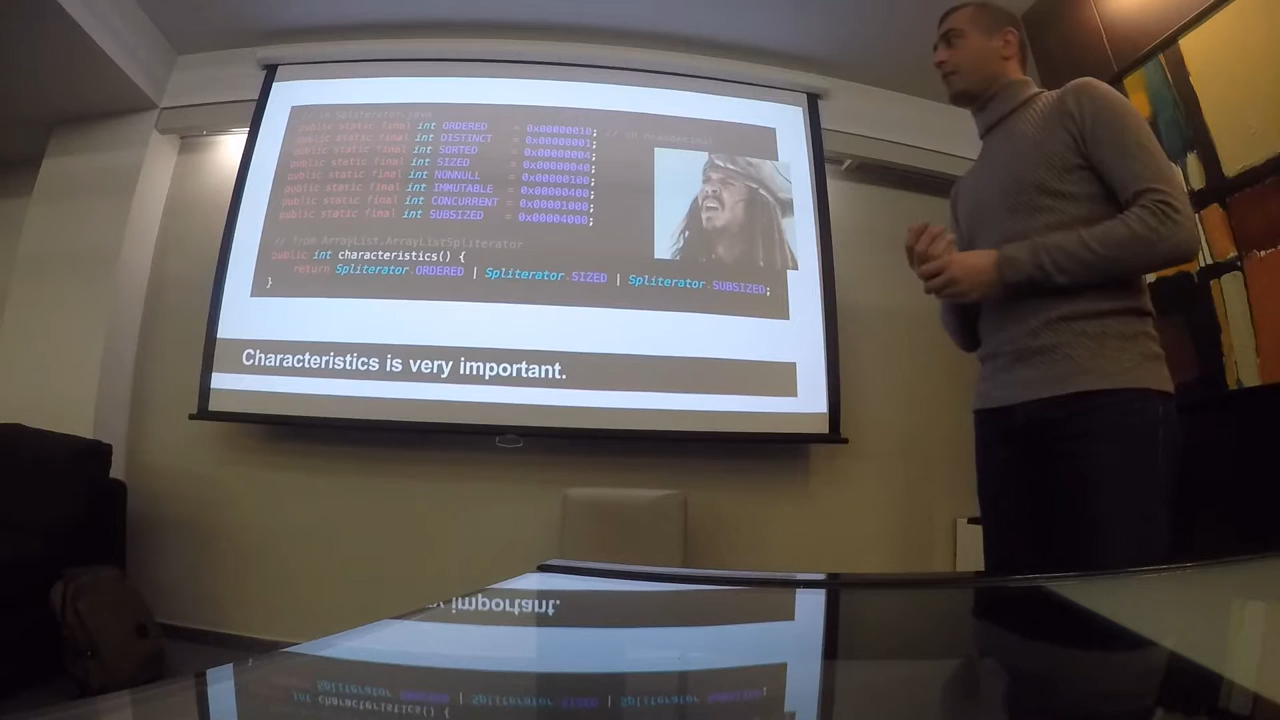 // in Spliterator.java
public static final int ORDERED = 0x00000010; // in hexadecimal
public static final int DISTINCT = 0x00000001;
public static final int SORTED = 0x00000004;
public static final int SIZED = 0x00000040;
public static final int NONNULL = 0x00000100;
public static final int IMMUTABLE = 0x00000400;
public static final int CONCURRENT = 0x00001000;
public static final int SUBSIZED = 0x00004000;
// from ArrayList.ArrayListSpliterator
public int characteristics() {
return Spliterator.ORDERED | Spliterator.SIZED | Spliterator.SUBSIZED;
}
Characteristics is very important.